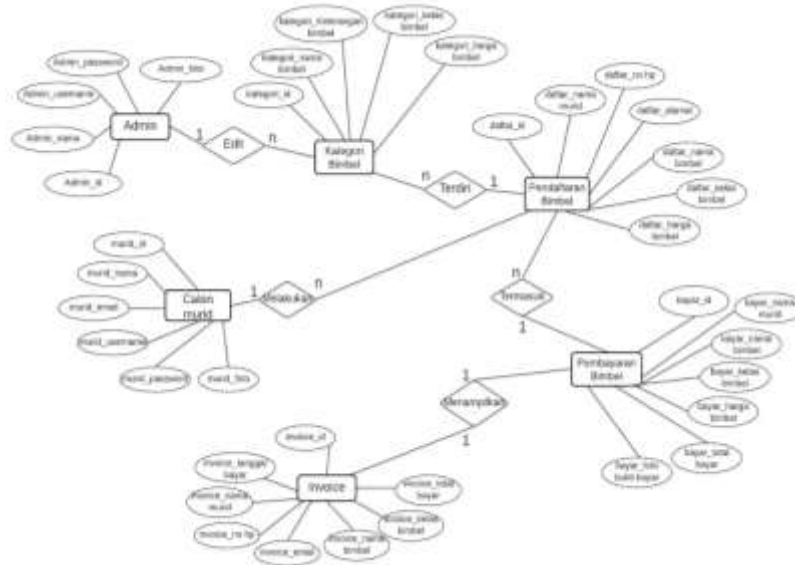 Admin_password
Admin_foto
Admin_username
Admin
Admin_nama
Admin_id
1
Edit
n
kategori_keterangan
bimbel
kategori_kelas
bimbel
kategori_nama
bimbel
kategori_harga
bimbel
kategori_id
Kategori
Bimbel
n
Terdiri
1
daftar_no hp
daftar_nama
murid
daftar_alamat
daftar_id
daftar_nama
bimbel
Pendaftaran
Bimbel
daftar_kelas
bimbel
daftar_harga
bimbel
murid_id
murid_nama
murid_email
Calon
murid
murid_username
murid_password
murid_foto
1
Melakukan
n
n
Termasuk
1
bayar_id
bayar_nama
murid
bayar_nama
bimbel
Pembayaran
Bimbel
bayar_kelas
bimbel
bayar_harga
bimbel
bayar_total
bayar
bayar_foto
bukti bayar
1
Menampilkan
1
invoice_id
invoice_tanggal
bayar
Invoice
invoice_total
bayar
invoice_nama
murid
invoice_kelas
bimbel
invoice_no hp
invoice_email
invoice_nama
bimbel